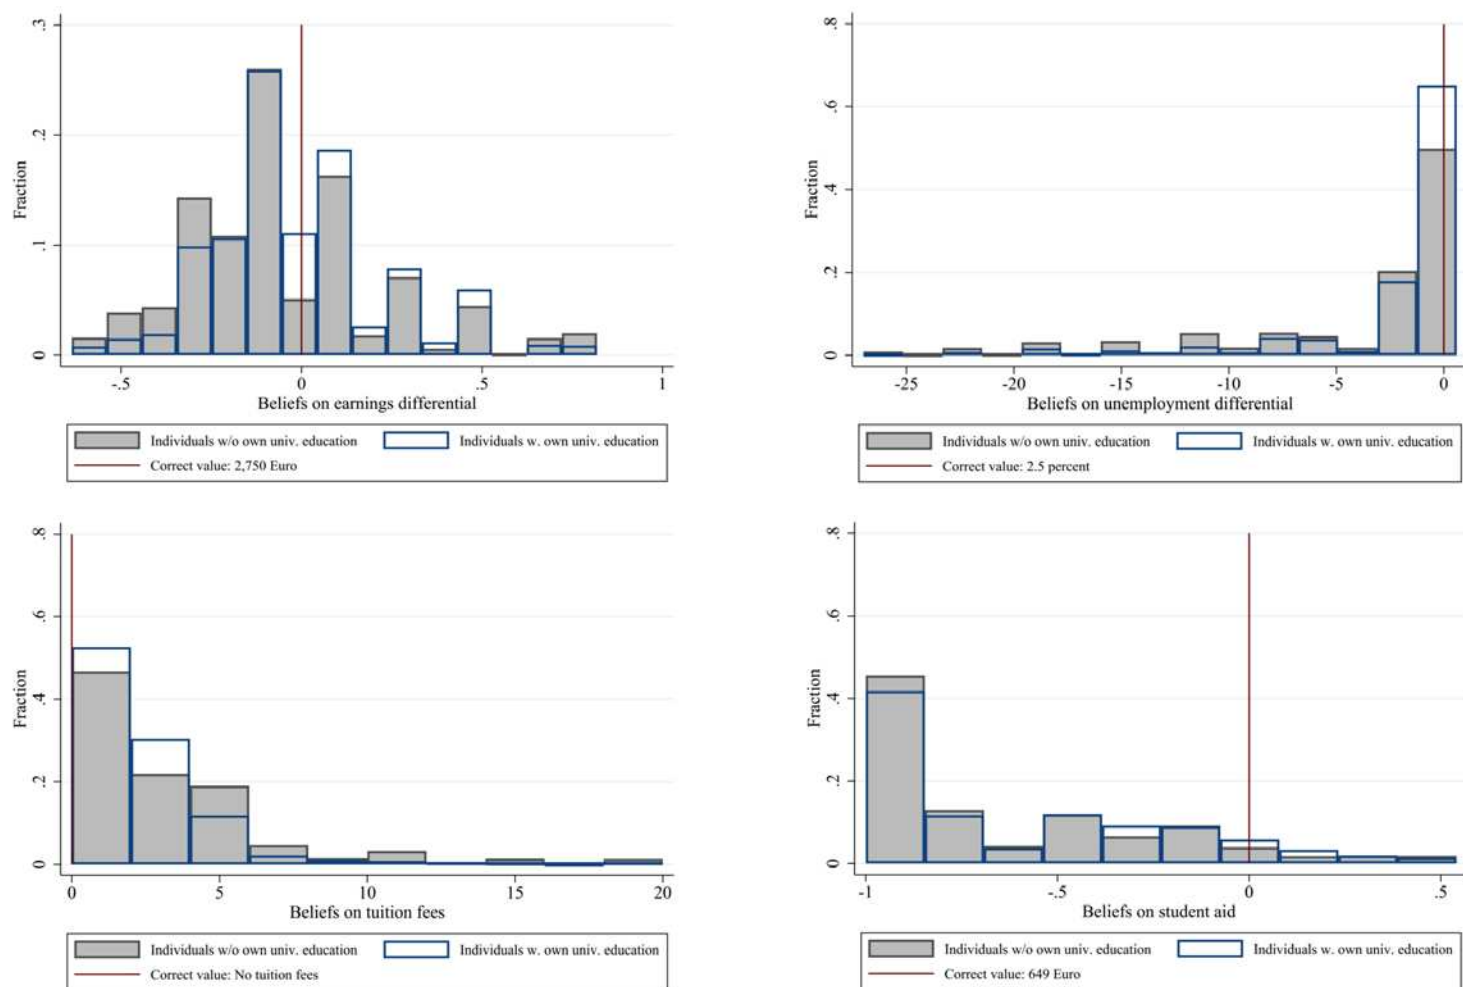 .3
.2
.1
0
Fraction
-.5
0
.5
1
Beliefs on earnings differential
Individuals w/o own univ. education
Individuals w. own univ. education
Correct value: 2,750 Euro
.8
.6
.4
.2
0
Fraction
-25
-20
-15
-10
-5
0
Beliefs on unemployment differential
Individuals w/o own univ. education
Individuals w. own univ. education
Correct value: 2.5 percent
.8
.6
.4
.2
0
Fraction
0
5
10
15
20
Beliefs on tuition fees
Individuals w/o own univ. education
Individuals w. own univ. education
Correct value: No tuition fees
.8
.6
.4
.2
0
Fraction
-1
-.5
0
.5
Beliefs on student aid
Individuals w/o own univ. education
Individuals w. own univ. education
Correct value: 649 Euro